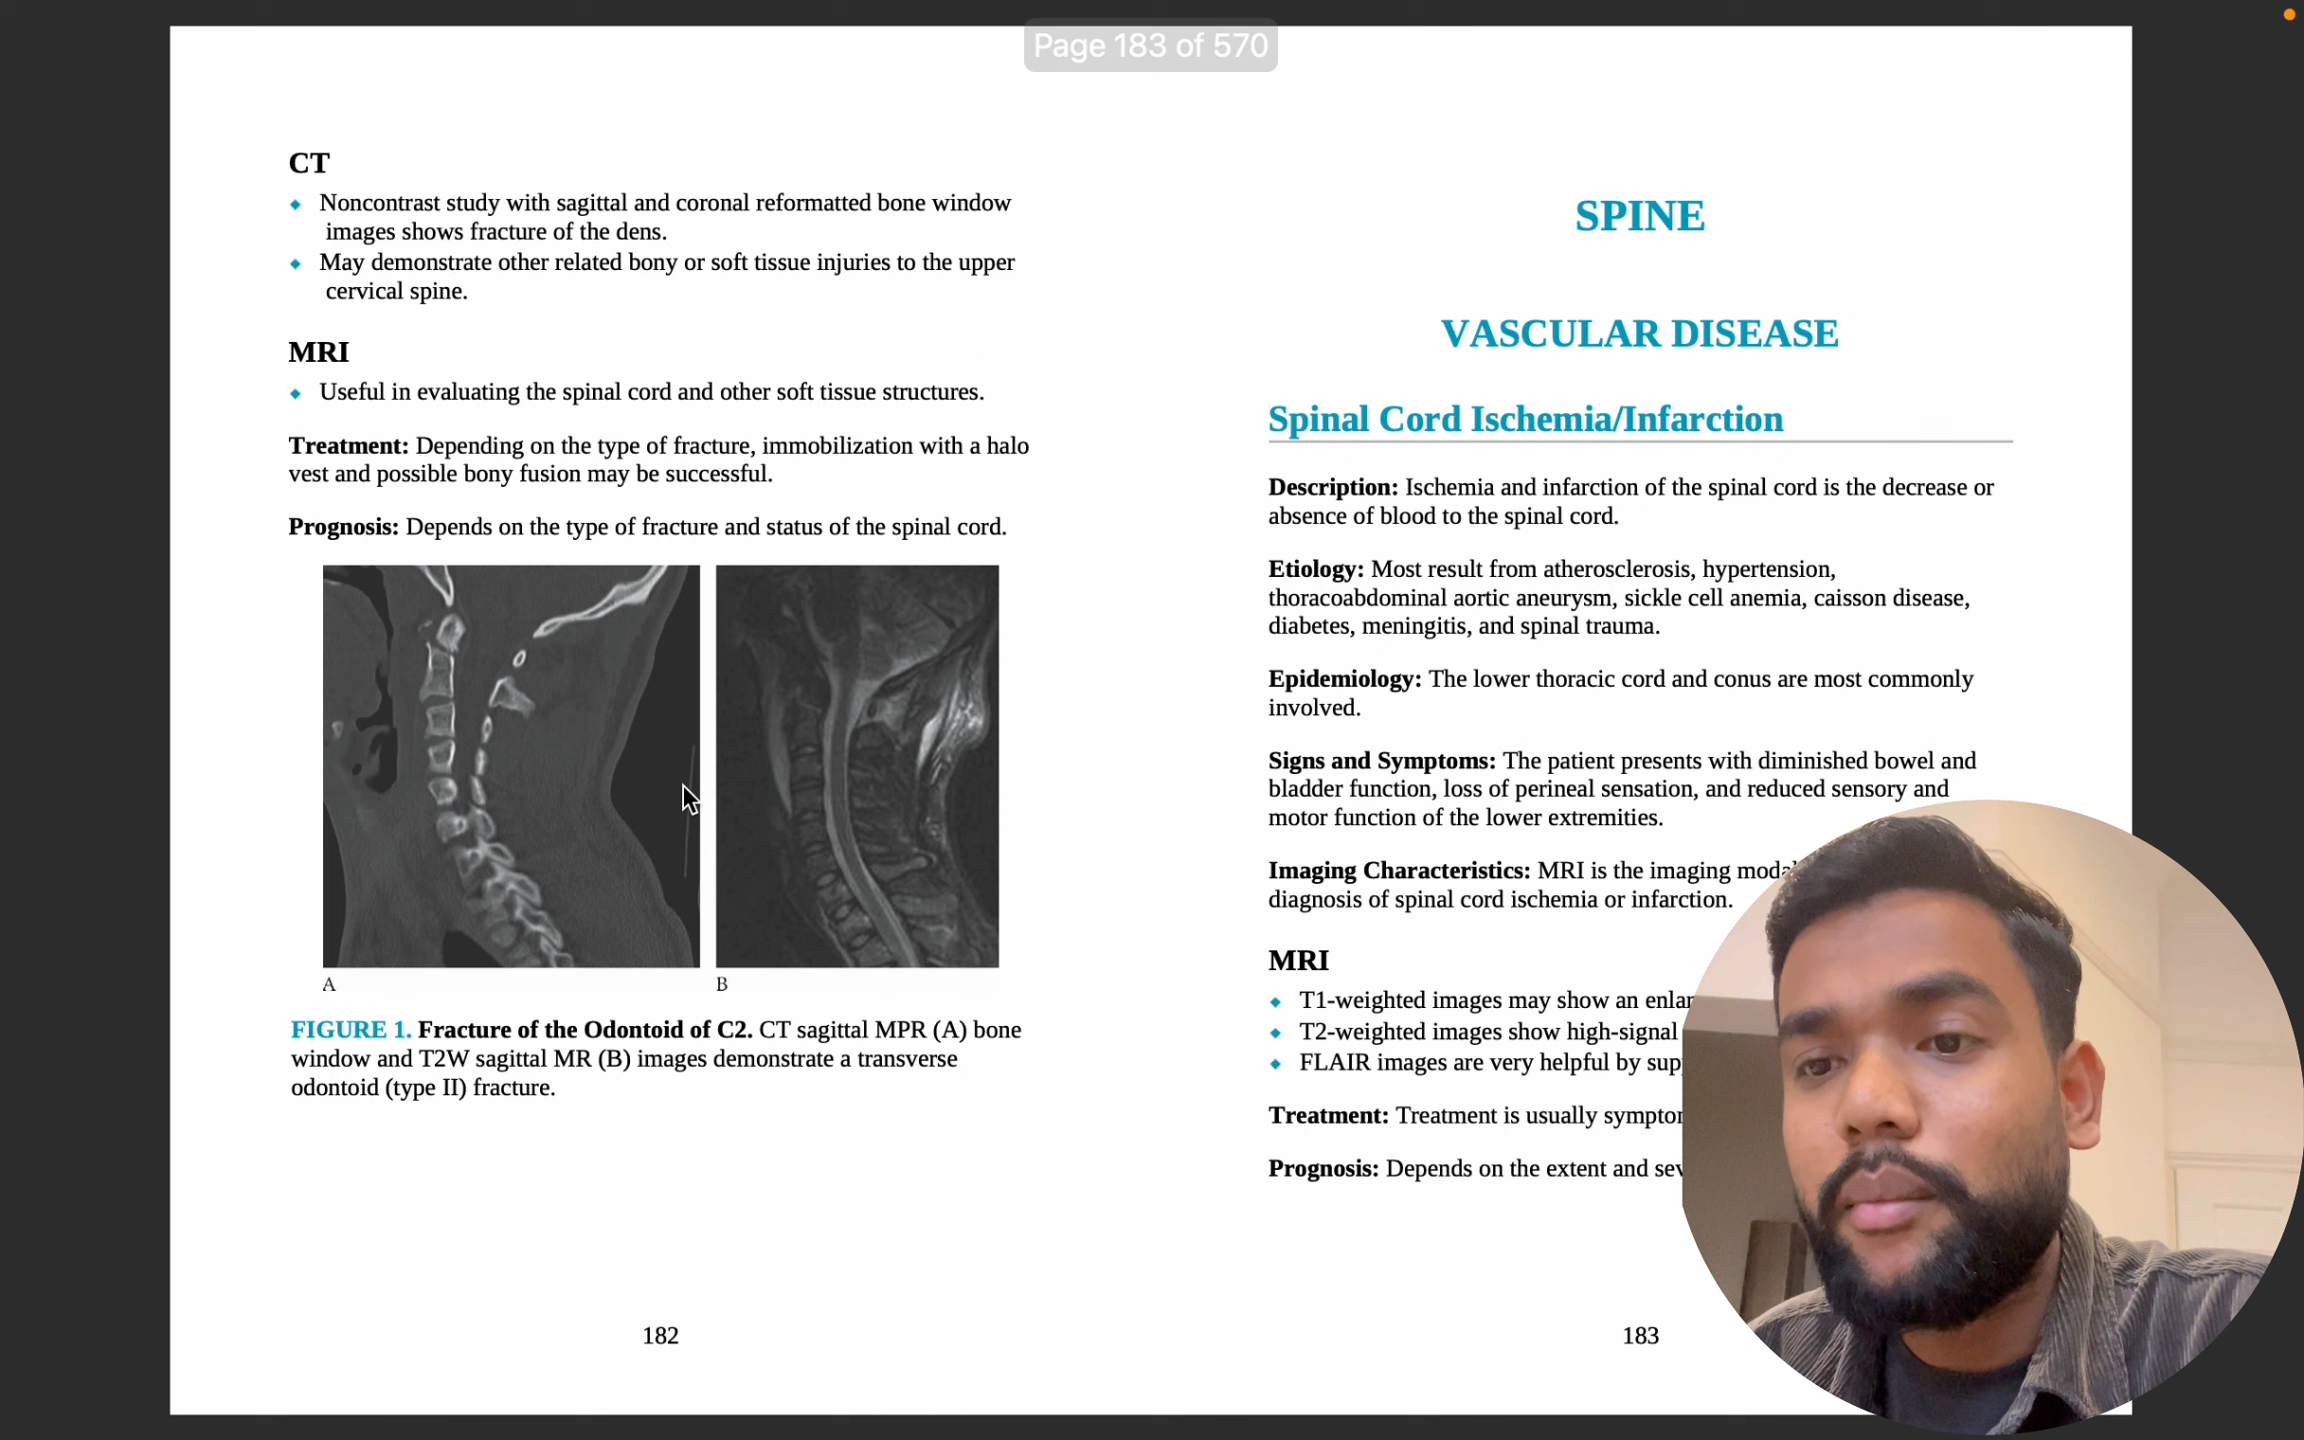 Page 183 of 570
CT
Noncontrast study with sagittal and coronal reformatted bone window
images shows fracture of the dens.
May demonstrate other related bony or soft tissue injuries to the upper
cervical spine.
MRI
Useful in evaluating the spinal cord and other soft tissue structures.
Treatment: Depending on the type of fracture, immobilization with a halo
vest and possible bony fusion may be successful.
Prognosis: Depends on the type of fracture and status of the spinal cord.
A
B
FIGURE 1. Fracture of the Odontoid of C2. CT sagittal MPR (A) bone
window and T2W sagittal MR (B) images demonstrate a transverse
odontoid (type II) fracture.
182
SPINE
VASCULAR DISEASE
Spinal Cord Ischemia/Infarction
Description: Ischemia and infarction of the spinal cord is the decrease or
absence of blood to the spinal cord.
Etiology: Most result from atherosclerosis, hypertension,
thoracoabdominal aortic aneurysm, sickle cell anemia, caisson disease,
diabetes, meningitis, and spinal trauma.
Epidemiology: The lower thoracic cord and conus are most commonly
involved.
Signs and Symptoms: The patient presents with diminished bowel and
bladder function, loss of perineal sensation, and reduced sensory and
motor function of the lower extremities.
Imaging Characteristics: MRI is the imaging
diagnosis of spinal cord ischemia or infarction.
MRI
T1-weighted images may show an
T2-weighted images show high-signal
FLAIR images are very helpful by
Treatment: Treatment is usually
Prognosis: Depends on the extent and
183